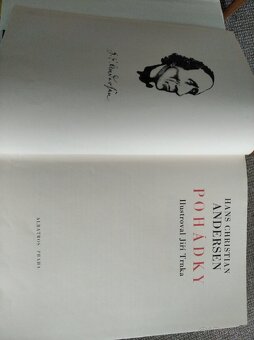 HANS CHRISTIAN
ANDERSEN
POHÁDKY
Ilustroval Jiří Trnka
ALBATROS PRAHA